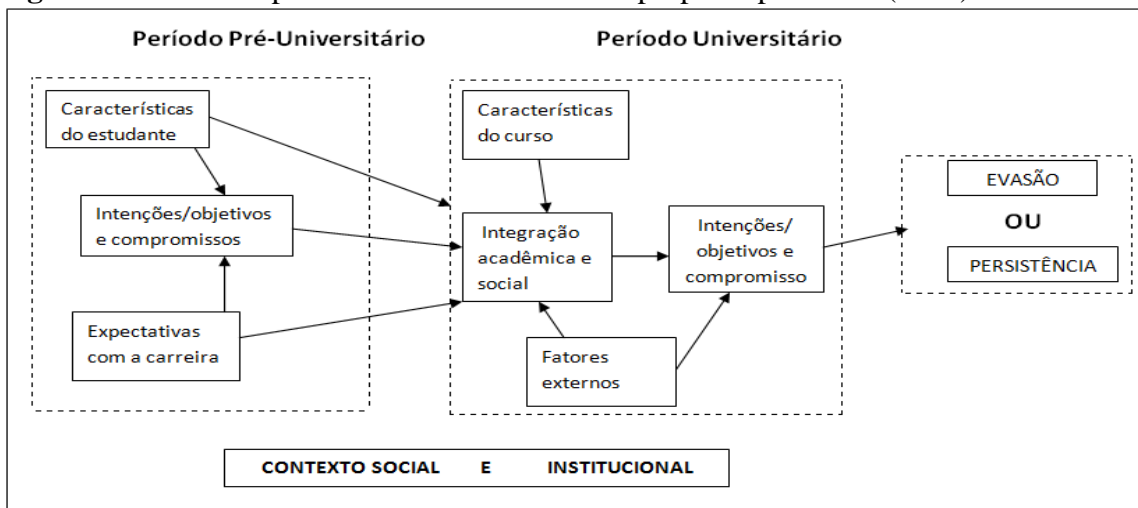 Período Pré-Universitário
Período Universitário
Características
do estudante
Intenções/objetivos
e compromissos
Expectativas
com a carreira
Características
do curso
Integração
acadêmica e
social
Intenções/
objetivos e
compromisso
Fatores
externos
EVASÃO
OU
PERSISTÊNCIA
CONTEXTO SOCIAL E INSTITUCIONAL